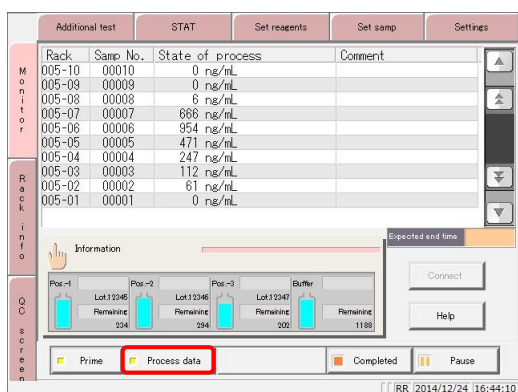 Additional test STAT Set reagents Set samp Settings
Monitor
Rack info
QC screen
Rack Samp No. State of process Comment
005-10 00010 0 ng/mL
005-09 00009 0 ng/mL
005-08 00008 6 ng/mL
005-07 00007 666 ng/mL
005-06 00006 954 ng/mL
005-05 00005 471 ng/mL
005-04 00004 247 ng/mL
005-03 00003 112 ng/mL
005-02 00002 61 ng/mL
005-01 00001 0 ng/mL
Expected end time
Information
Connect
Pos.-1 Pos.-2 Pos.-3 Buffer
Lot.12345 Lot.12346 Lot.12347
Remaining Remaining Remaining Remaining
234 294 202 1188
Help
Prime Process data Completed Pause
RR 2014/12/24 16:44:10